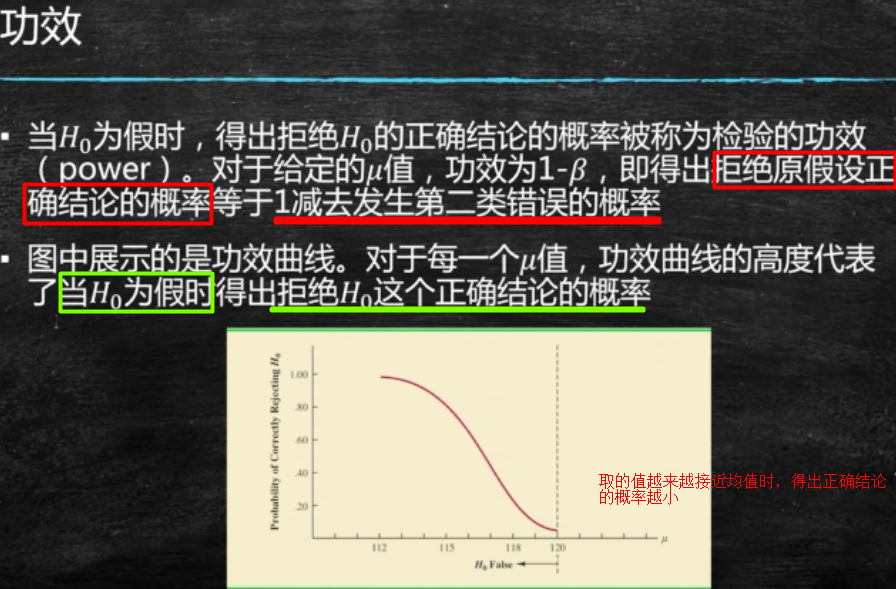 功效
▪ 当H₀为假时，得出拒绝H₀的正确结论的概率被称为检验的功效
（power）。对于给定的μ值，功效为1-β，即得出拒绝原假设正
确结论的概率等于1减去发生第二类错误的概率
▪ 图中展示的是功效曲线。对于每一个μ值，功效曲线的高度代表
了当H₀为假时得出拒绝H₀这个正确结论的概率
Probability of Correctly Rejecting H₀
1.00
.80
.60
.40
.20
112 115 118 120 μ
H₀ False
取的值越来越接近均值时，得出正确结论
的概率越小